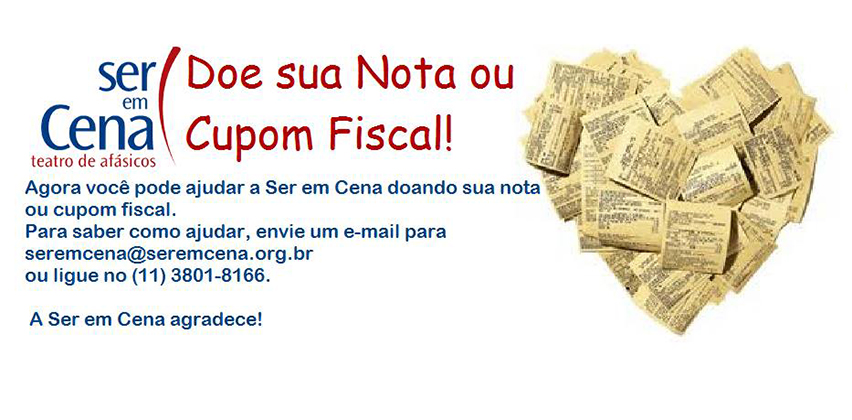 ser
em
Cena
teatro de afásicos
Doe sua Nota ou
Cupom Fiscal!
Agora você pode ajudar a Ser em Cena doando sua nota
ou cupom fiscal.
Para saber como ajudar, envie um e-mail para
seremcena@seremcena.org.br
ou ligue no (11) 3801-8166.
A Ser em Cena agradece!